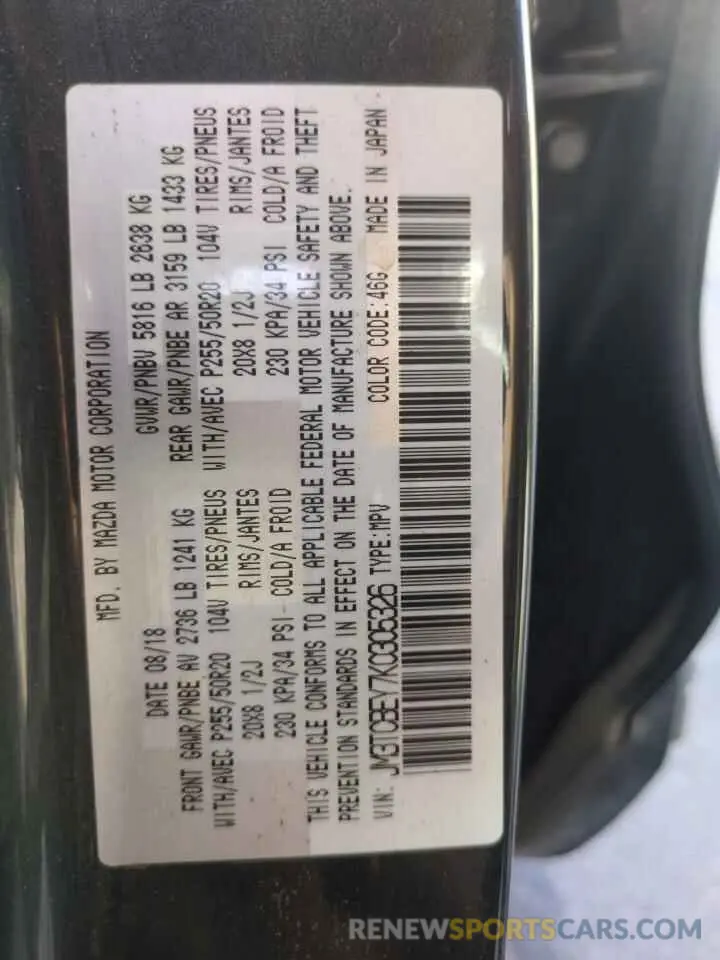 MFD. BY MAZDA MOTOR CORPORATION
DATE 08/18 GVWR/PNBV 5816 LB 2638 KG
FRONT GAWR/PNBE AV 2736 LB 1241 KG REAR GAWR/PNBE AR 3159 LB 1433 KG
WITH/AVEC P255/50R20 104V TIRES/PNEUS WITH/AVEC P255/50R20 104V TIRES/PNEUS
20X8 1/2J RIMS/JANTES 20X8 1/2J RIMS/JANTES
230 KPA/34 PSI COLD/A FROID 230 KPA/34 PSI COLD/A FROID
THIS VEHICLE CONFORMS TO ALL APPLICABLE FEDERAL MOTOR VEHICLE SAFETY AND THEFT
PREVENTION STANDARDS IN EFFECT ON THE DATE OF MANUFACTURE SHOWN ABOVE.
VIN: JM3TCBEY7K0305326 TYPE:MPV COLOR CODE:46G MADE IN JAPAN
RENEWSPORTSCARS.COM